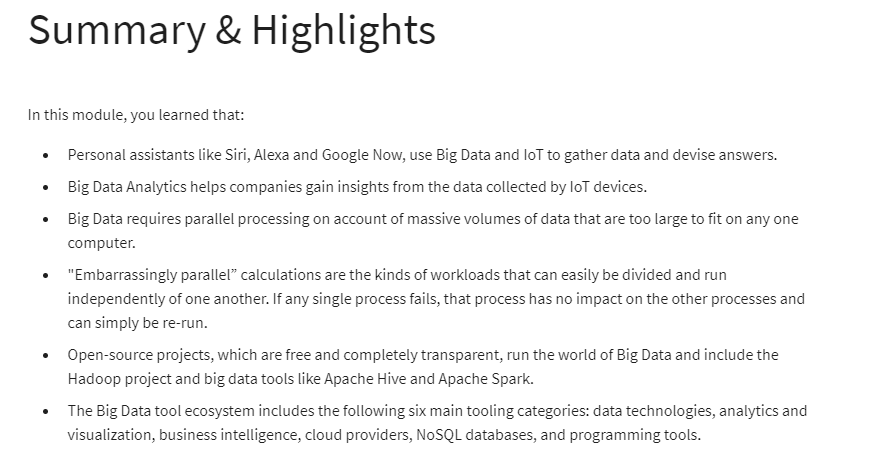 Summary & Highlights
In this module, you learned that:
• Personal assistants like Siri, Alexa and Google Now, use Big Data and IoT to gather data and devise answers.
• Big Data Analytics helps companies gain insights from the data collected by IoT devices.
• Big Data requires parallel processing on account of massive volumes of data that are too large to fit on any one
computer.
• "Embarrassingly parallel” calculations are the kinds of workloads that can easily be divided and run
independently of one another. If any single process fails, that process has no impact on the other processes and
can simply be re-run.
• Open-source projects, which are free and completely transparent, run the world of Big Data and include the
Hadoop project and big data tools like Apache Hive and Apache Spark.
• The Big Data tool ecosystem includes the following six main tooling categories: data technologies, analytics and
visualization, business intelligence, cloud providers, NoSQL databases, and programming tools.